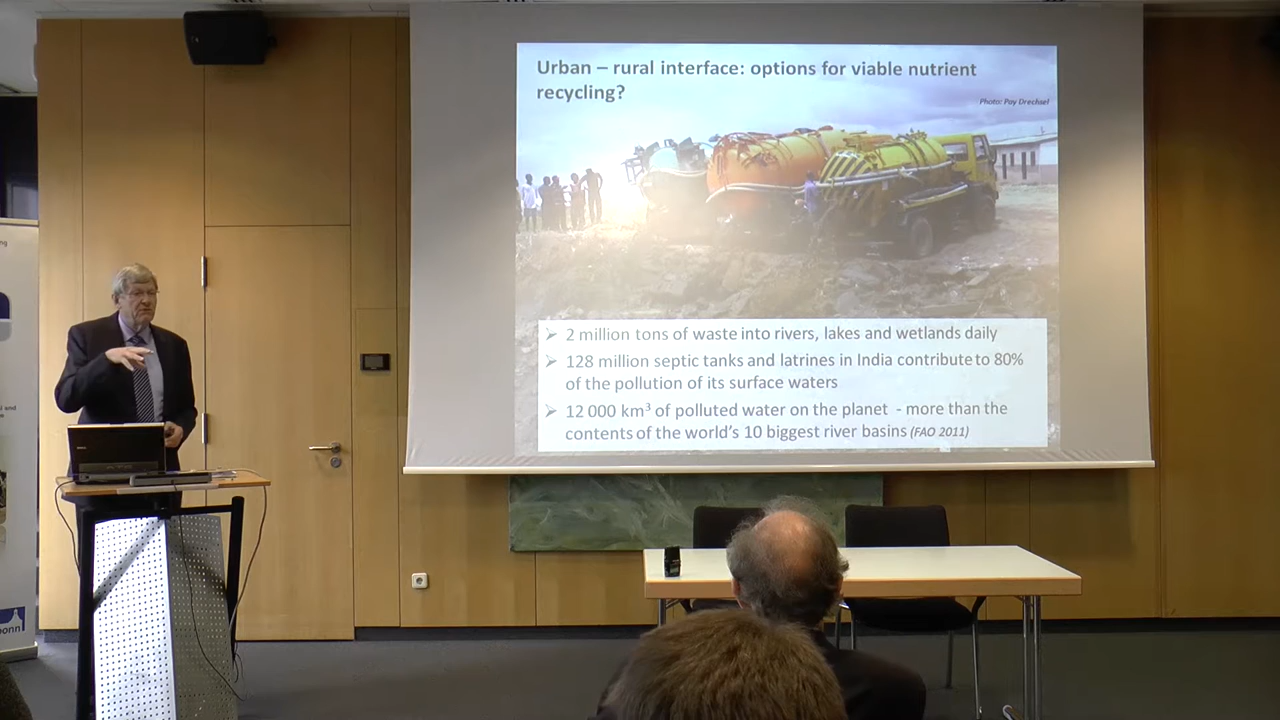 Urban – rural interface: options for viable nutrient
recycling?
Photo: Pay Drechsel
➢ 2 million tons of waste into rivers, lakes and wetlands daily
➢ 128 million septic tanks and latrines in India contribute to 80%
of the pollution of its surface waters
➢ 12 000 km³ of polluted water on the planet - more than the
contents of the world's 10 biggest river basins (FAO 2011)
bonn